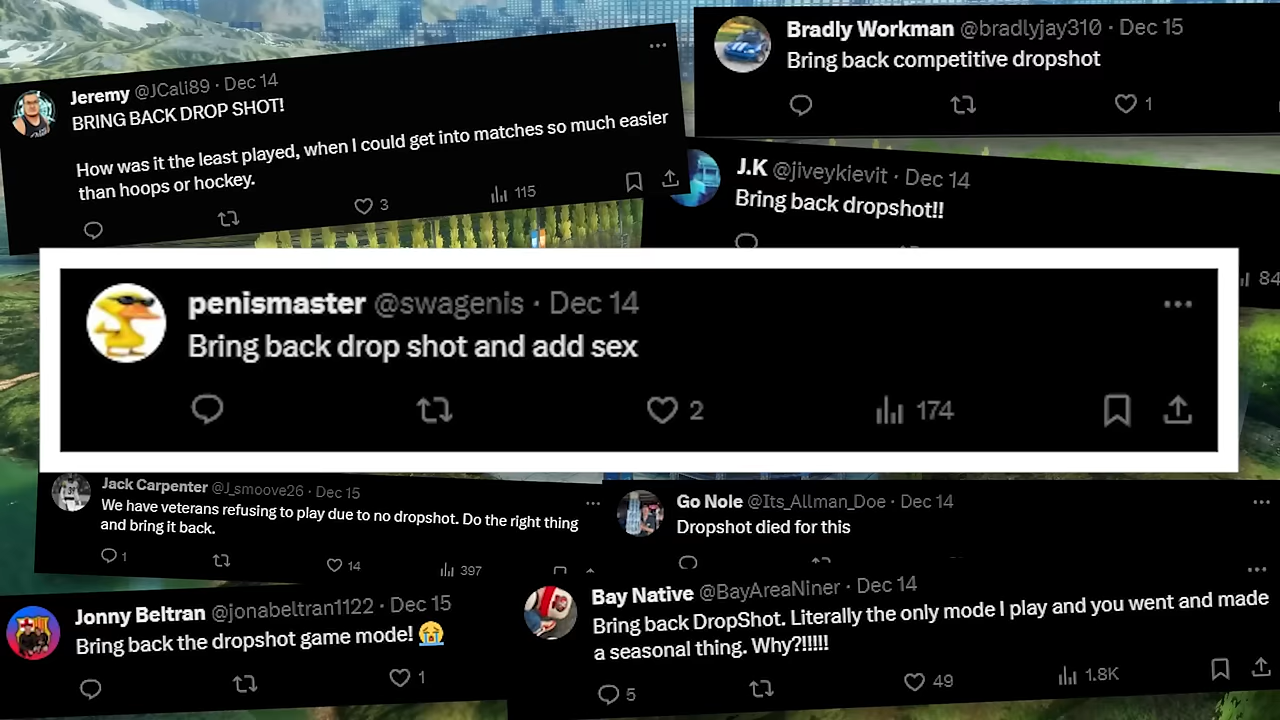 Jeremy @JCali89 · Dec 14
BRING BACK DROP SHOT!
How was it the least played, when I could get into matches so much easier
than hoops or hockey.
3
115
Bradly Workman @bradlyjay310 · Dec 15
Bring back competitive dropshot
1
J.K @jiveykievit · Dec 14
Bring back dropshot!!
84
penismaster @swagenis · Dec 14
Bring back drop shot and add sex
2
174
Jack Carpenter @J_smoove26 · Dec 15
We have veterans refusing to play due to no dropshot. Do the right thing
and bring it back.
1
14
397
Go Nole @Its_Allman_Doe · Dec 14
Dropshot died for this
Jonny Beltran @jonabeltran1122 · Dec 15
Bring back the dropshot game mode! 😭
1
Bay Native @BayAreaNiner · Dec 14
Bring back DropShot. Literally the only mode I play and you went and made
a seasonal thing. Why?!!!!!
5
49
1.8K